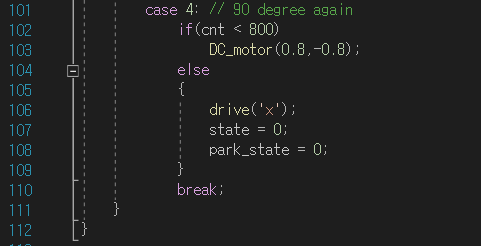 101 case 4: // 90 degree again
102 if(cnt < 800)
103 DC_motor(0.8,-0.8);
104 else
105 {
106 drive('x');
107 state = 0;
108 park_state = 0;
109 }
110 break;
111 }
112 }